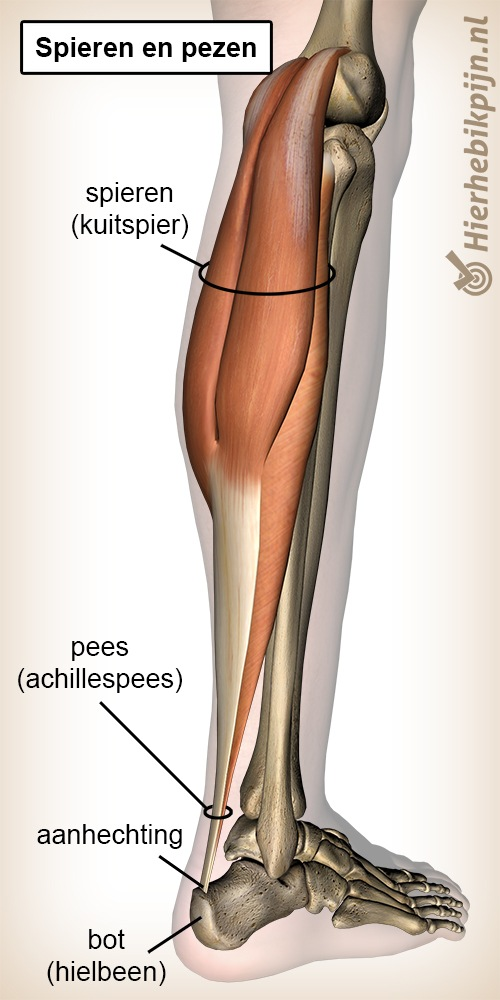 Spieren en pezen
Hierhebikpijn.nl
spieren
(kuitspier)
pees
(achillespees)
aanhechting
bot
(hielbeen)